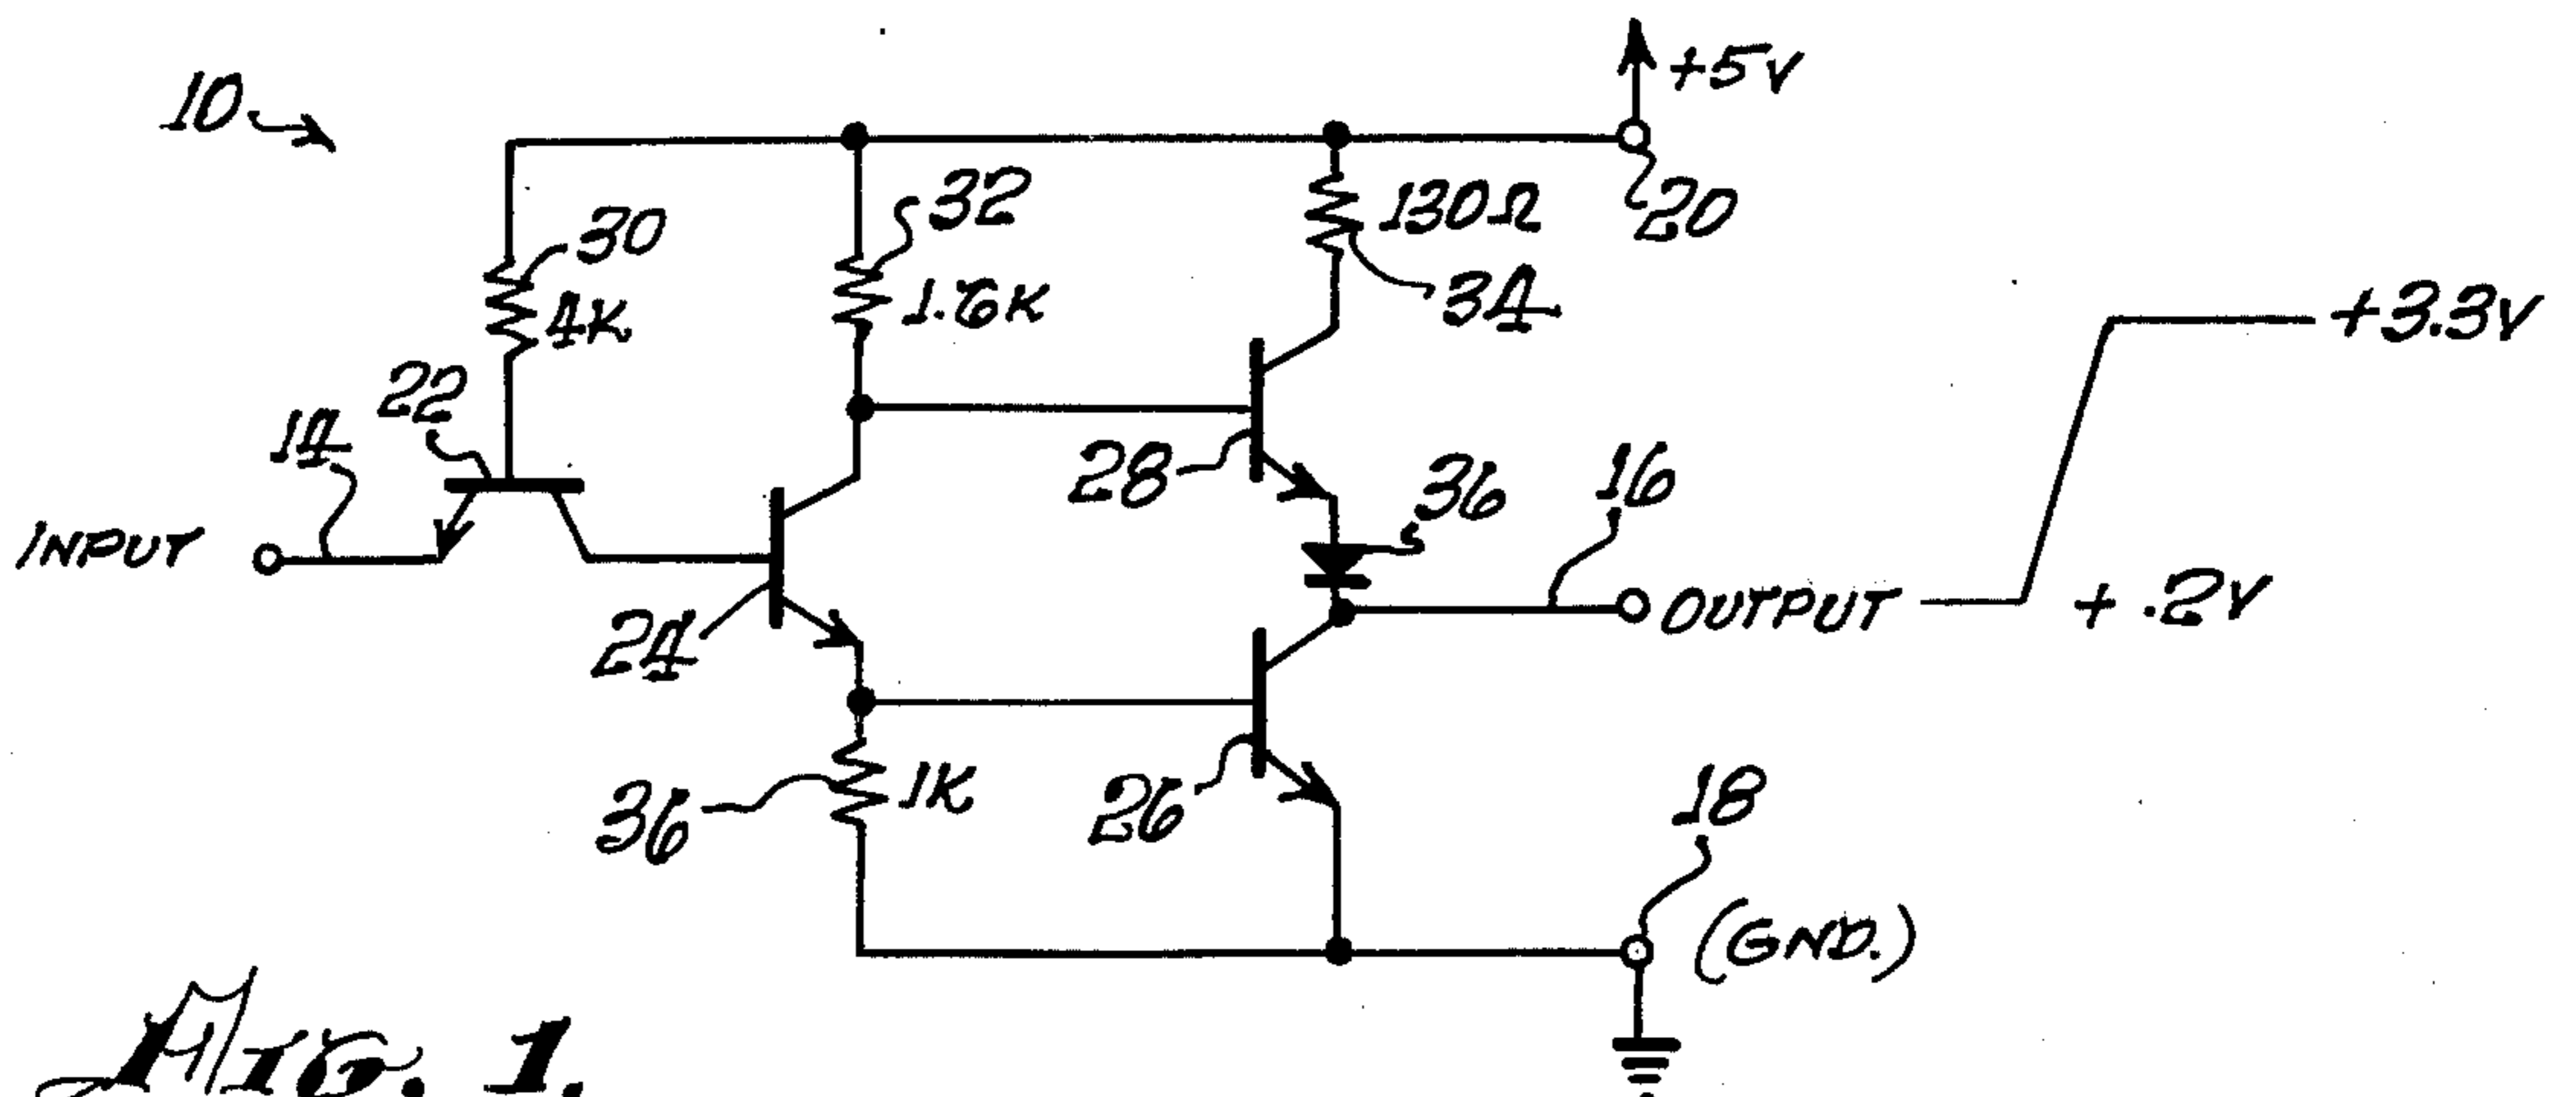 10
+5V
20
32
130Ω
30
34
1.6K
4K
+3.3V
22
14
28
36
16
INPUT
24
OUTPUT
+ .2V
36
1K
26
18
(GND.)
FIG. 1.